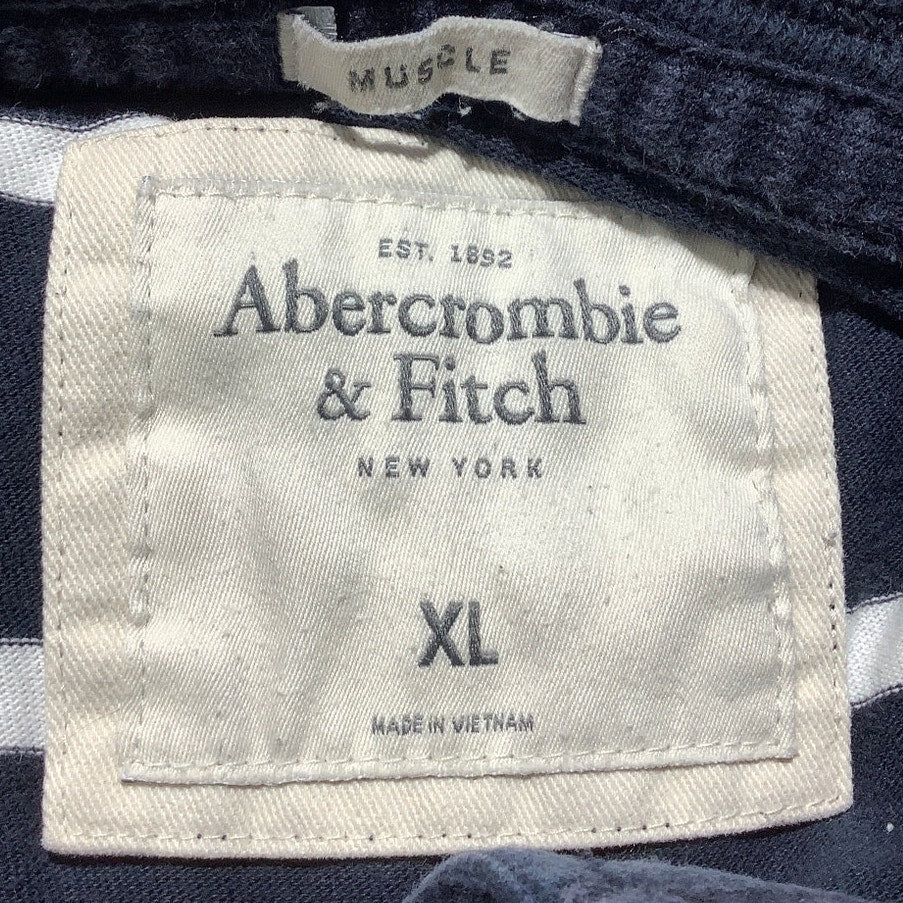 MUSCLE
EST. 1892
Abercrombie
& Fitch
NEW YORK
XL
MADE IN VIETNAM